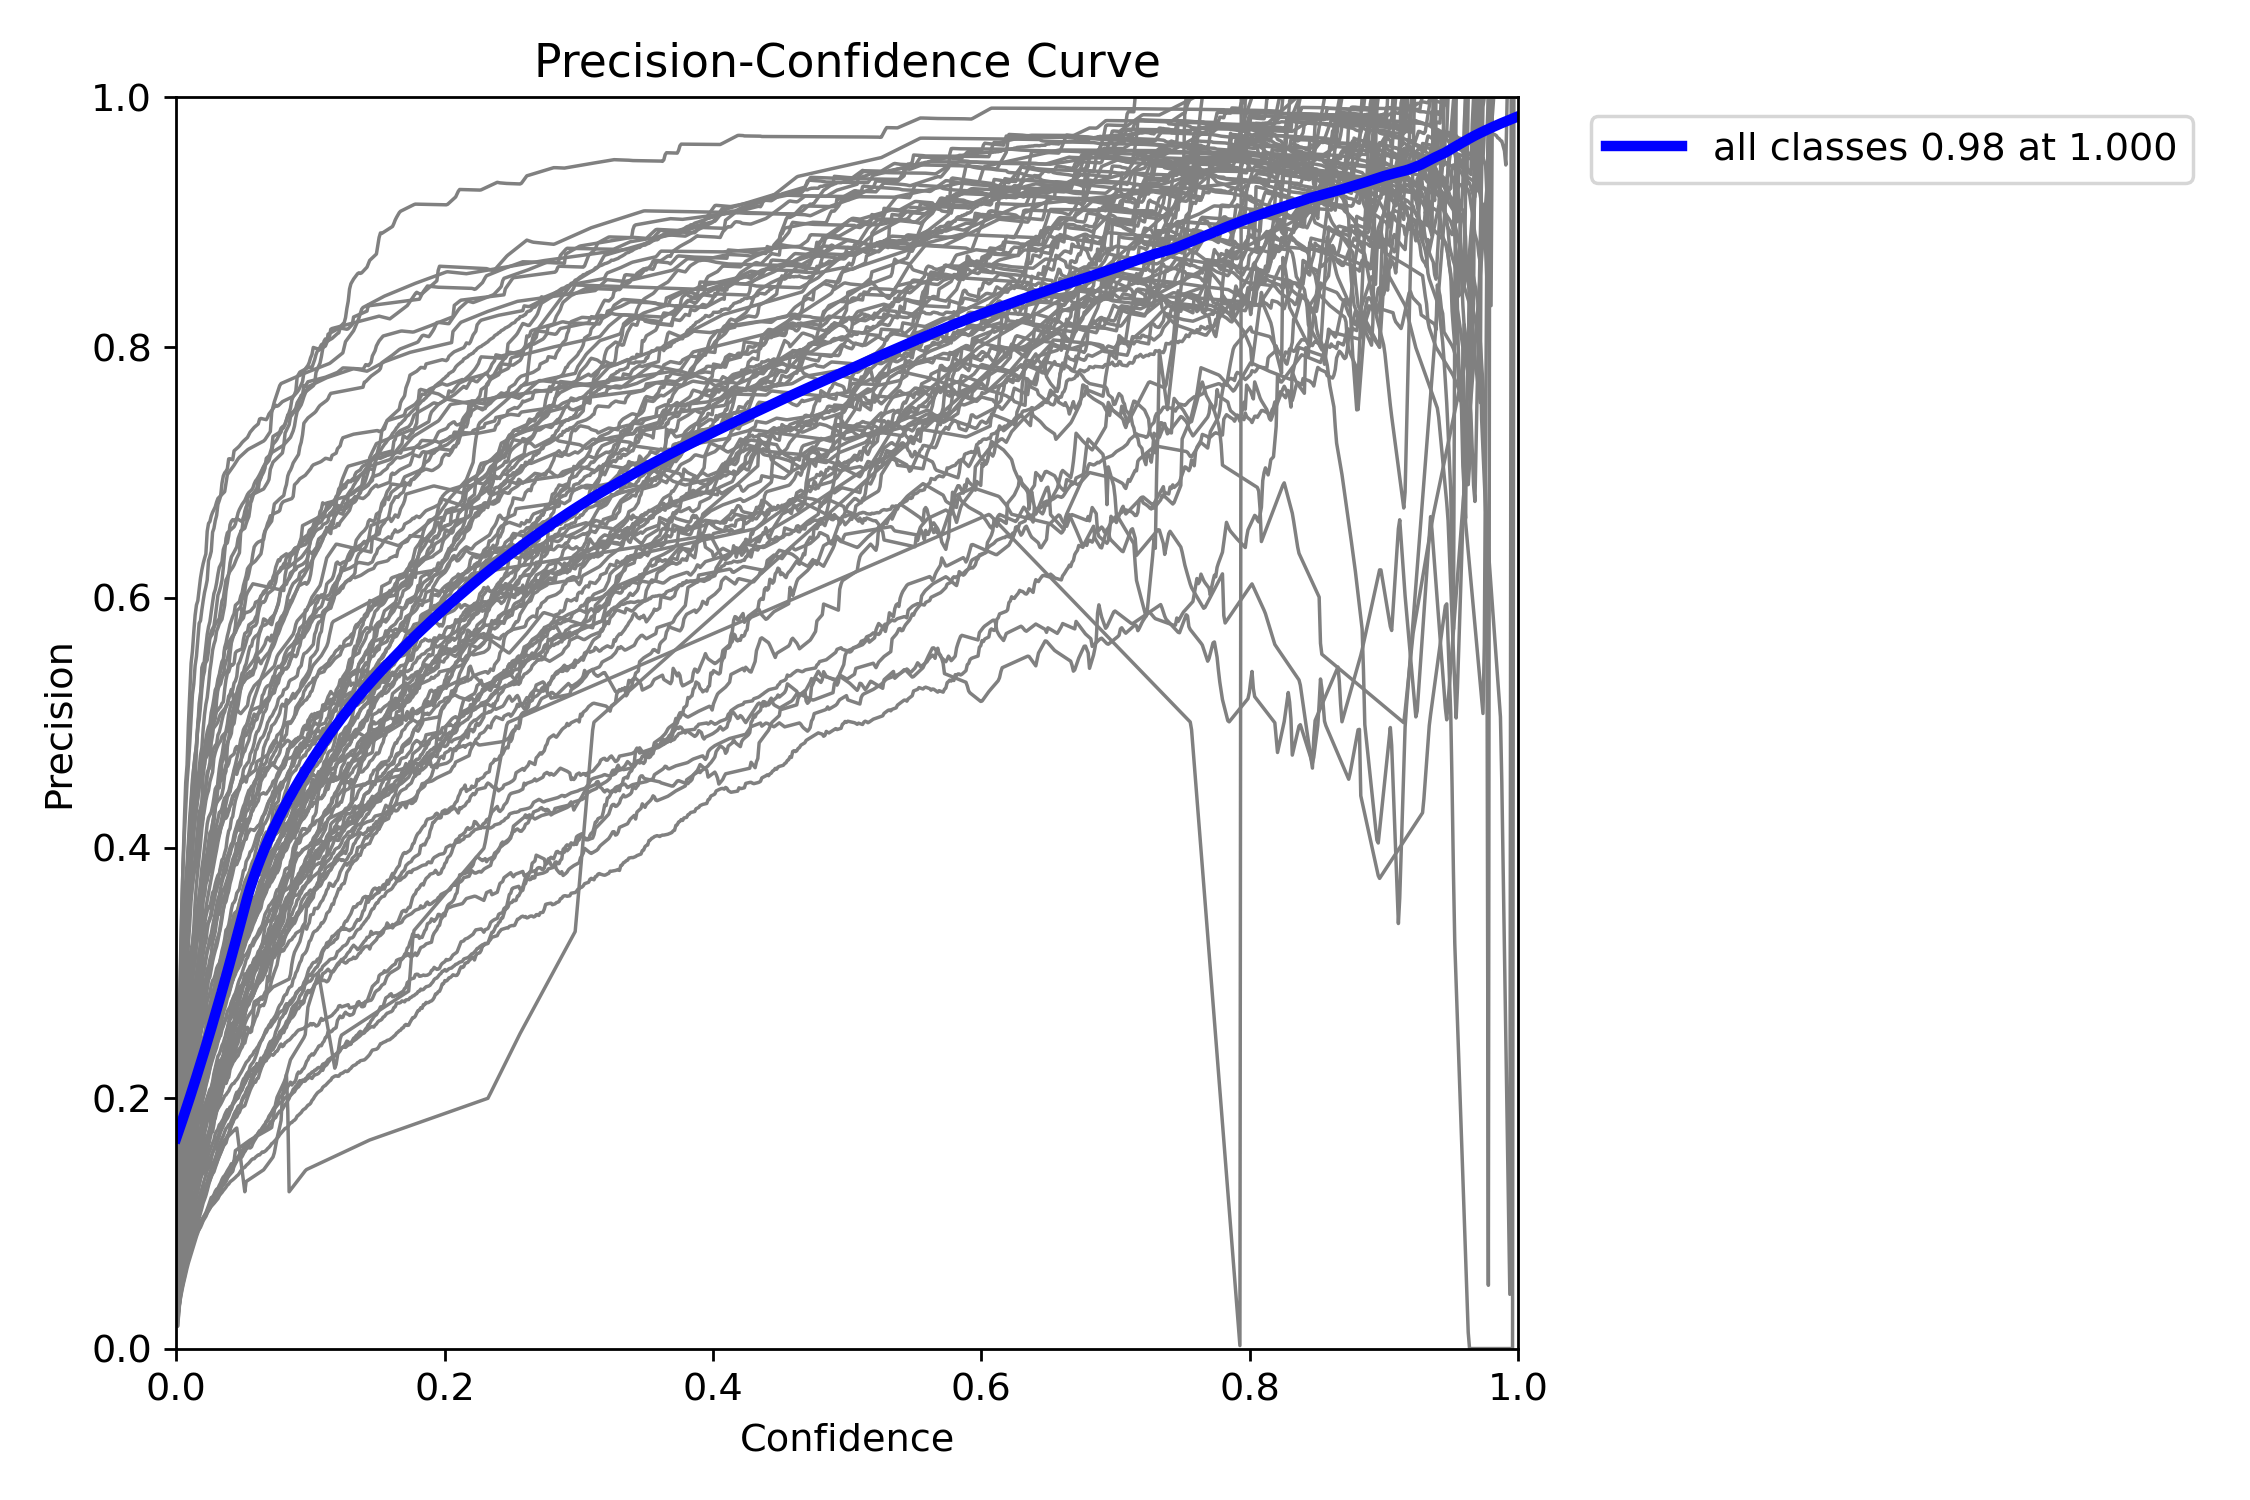 Precision-Confidence Curve
all classes 0.98 at 1.000
1.0
0.8
0.6
0.4
0.2
0.0
Precision
0.0 0.2 0.4 0.6 0.8 1.0
Confidence